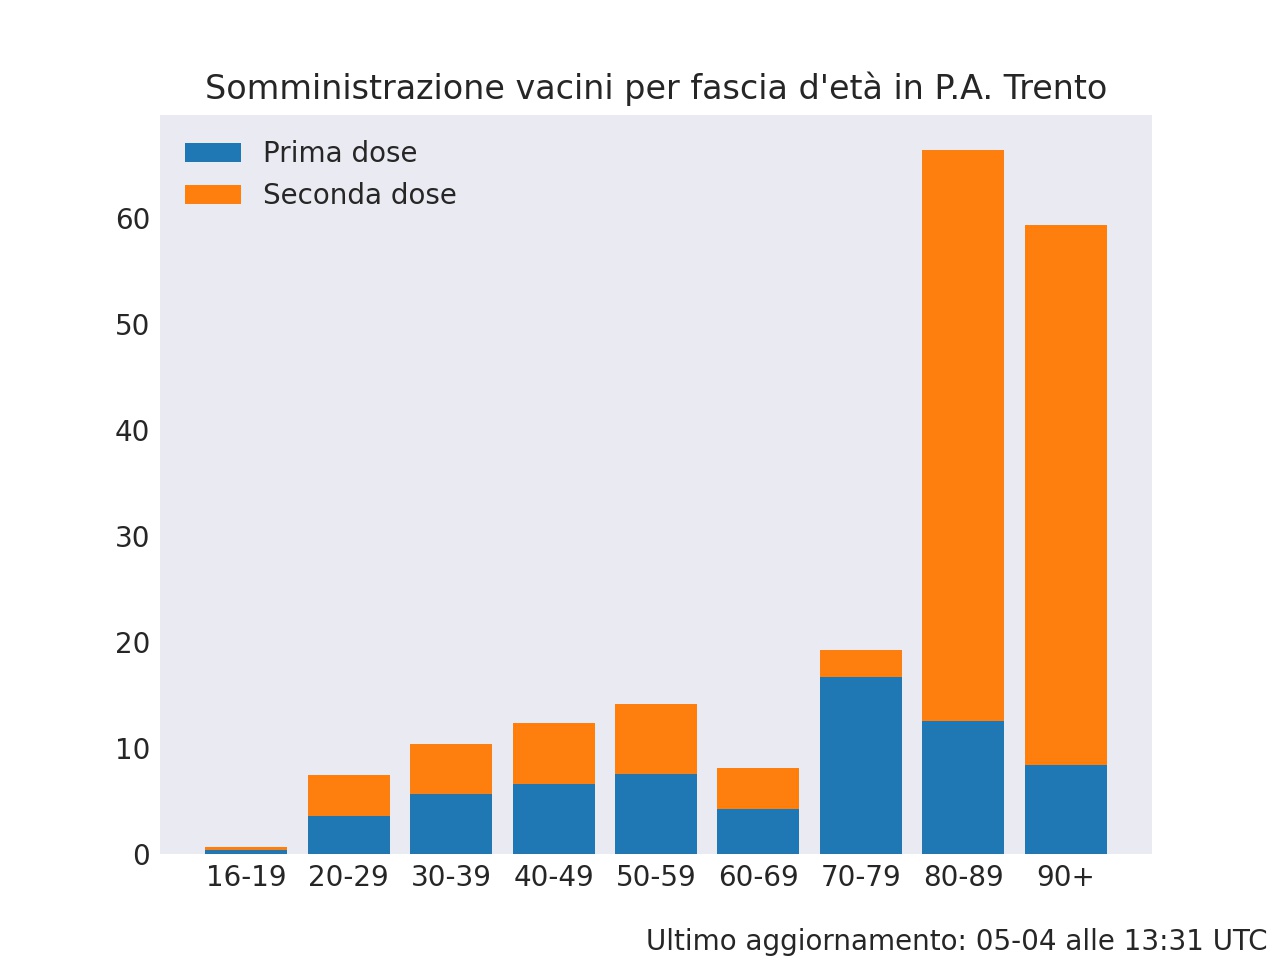 Somministrazione vacini per fascia d'età in P.A. Trento
Prima dose
Seconda dose
60
50
40
30
20
10
0
16-19 20-29 30-39 40-49 50-59 60-69 70-79 80-89 90+
Ultimo aggiornamento: 05-04 alle 13:31 UTC